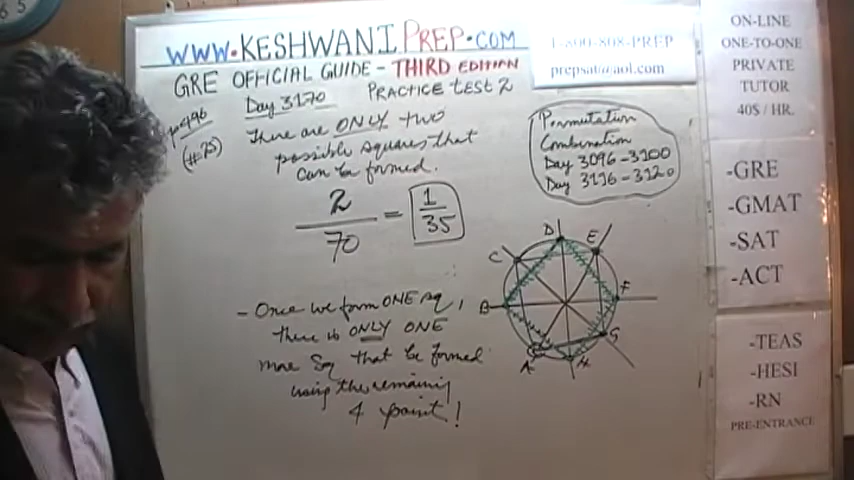 WWW.KESHWANIPREP.COM
GRE OFFICIAL GUIDE - THIRD EDITION
Day 3170 PRACTICE TEST 2
(#25)
There are ONLY two
possible squares that
can be formed.
2
70
=
1
35
- Once we form ONE sq,
there is ONLY ONE
more sq that be formed
using the remaining
4 point!
1-800-808-PREP
prepsat@aol.com
Permutation
Combination
Day 3096-3100
Day 3116-3120
D
E
C
F
B
G
A
H
ON-LINE
ONE-TO-ONE
PRIVATE
TUTOR
40$ / HR.
-GRE
-GMAT
-SAT
-ACT
-TEAS
-HESI
-RN
PRE-ENTRANCE
6 5